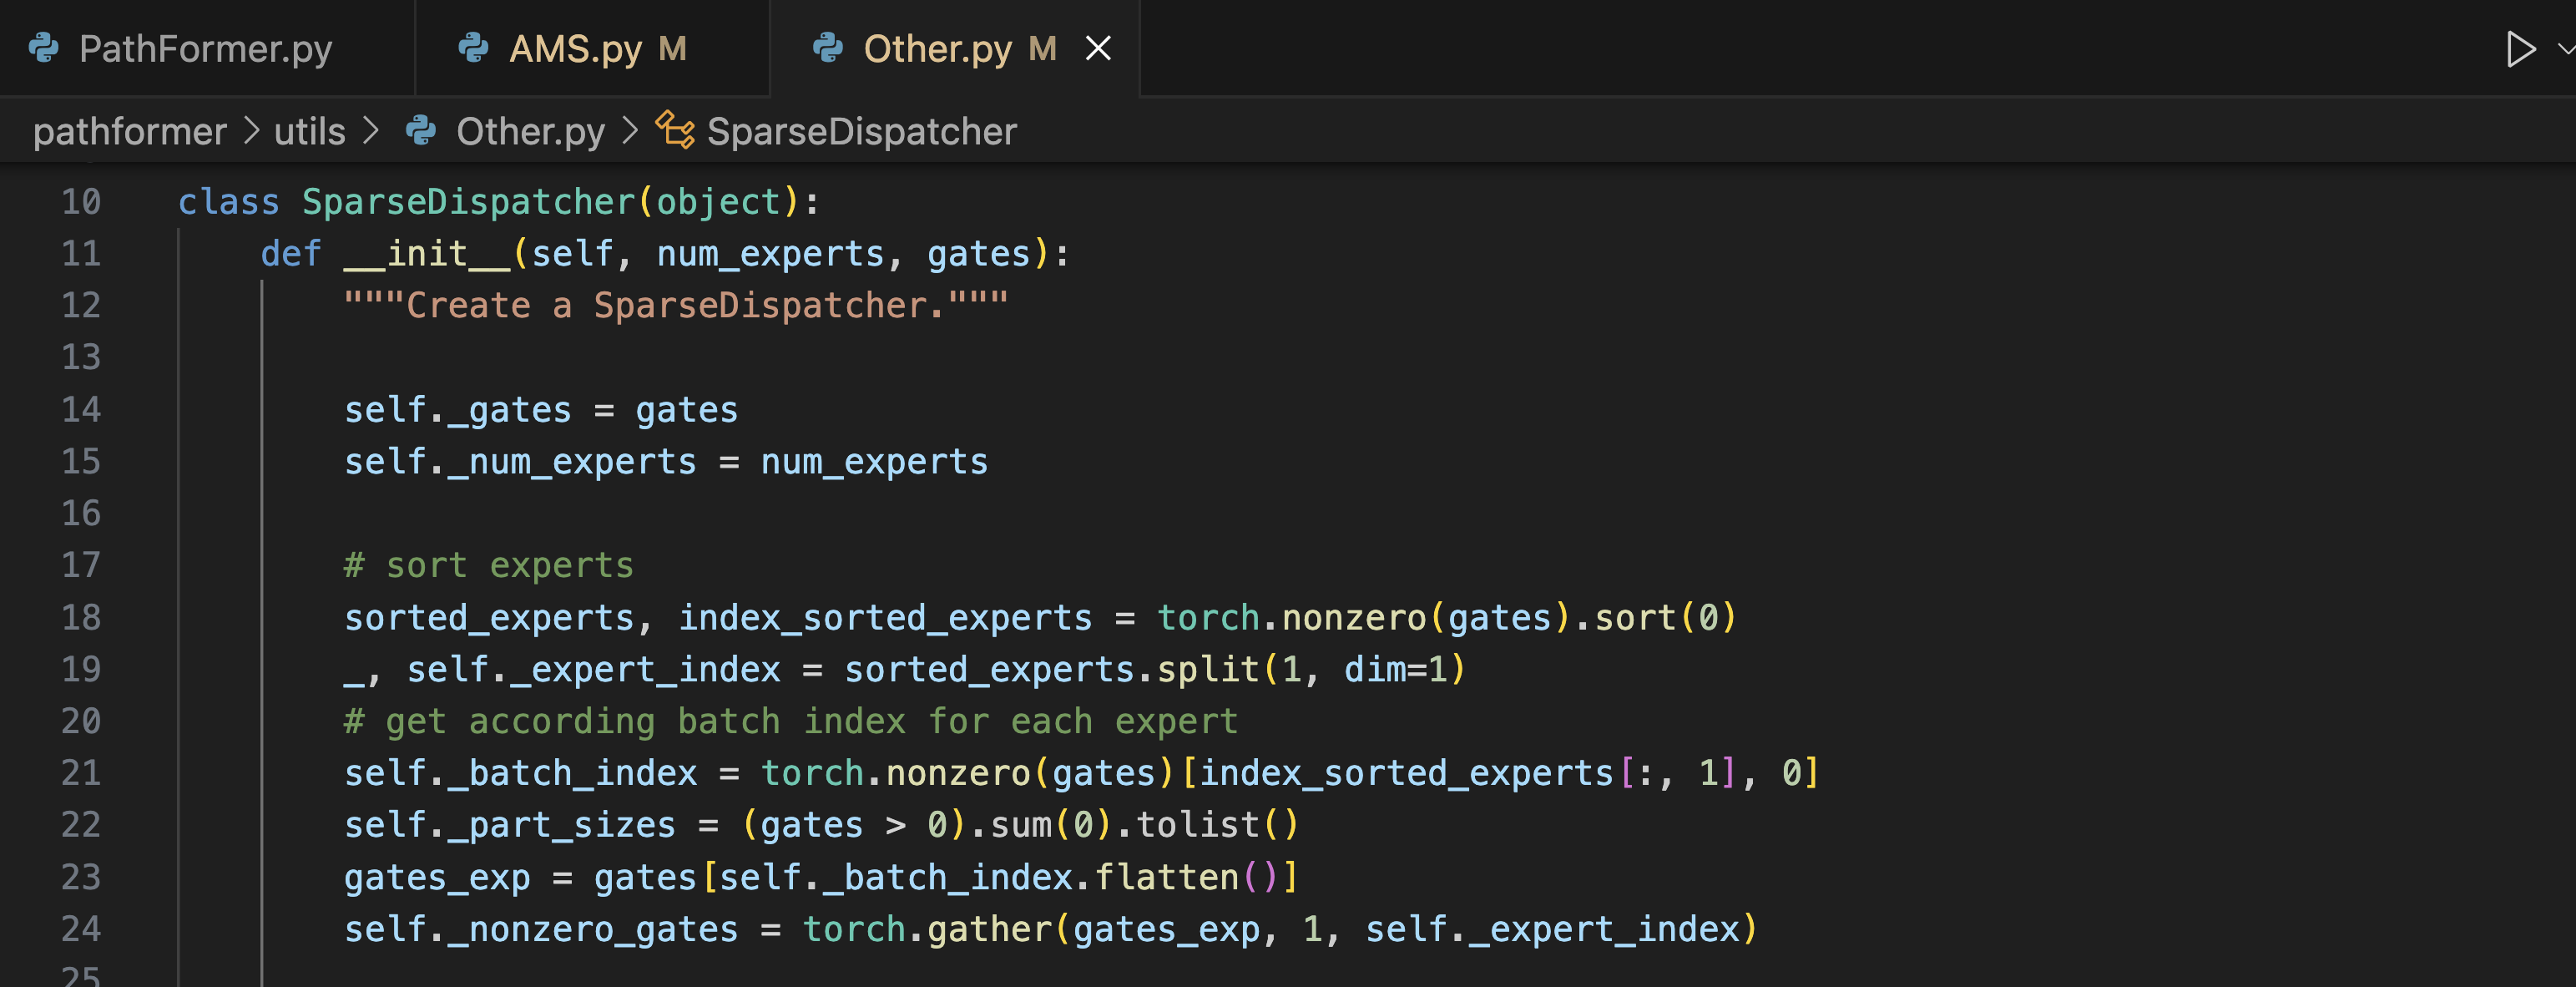 PathFormer.py AMS.py M Other.py M
pathformer > utils > Other.py > SparseDispatcher
10 class SparseDispatcher(object):
11     def __init__(self, num_experts, gates):
12         """Create a SparseDispatcher."""
13
14         self._gates = gates
15         self._num_experts = num_experts
16
17         # sort experts
18         sorted_experts, index_sorted_experts = torch.nonzero(gates).sort(0)
19         _, self._expert_index = sorted_experts.split(1, dim=1)
20         # get according batch index for each expert
21         self._batch_index = torch.nonzero(gates)[index_sorted_experts[:, 1], 0]
22         self._part_sizes = (gates > 0).sum(0).tolist()
23         gates_exp = gates[self._batch_index.flatten()]
24         self._nonzero_gates = torch.gather(gates_exp, 1, self._expert_index)
25